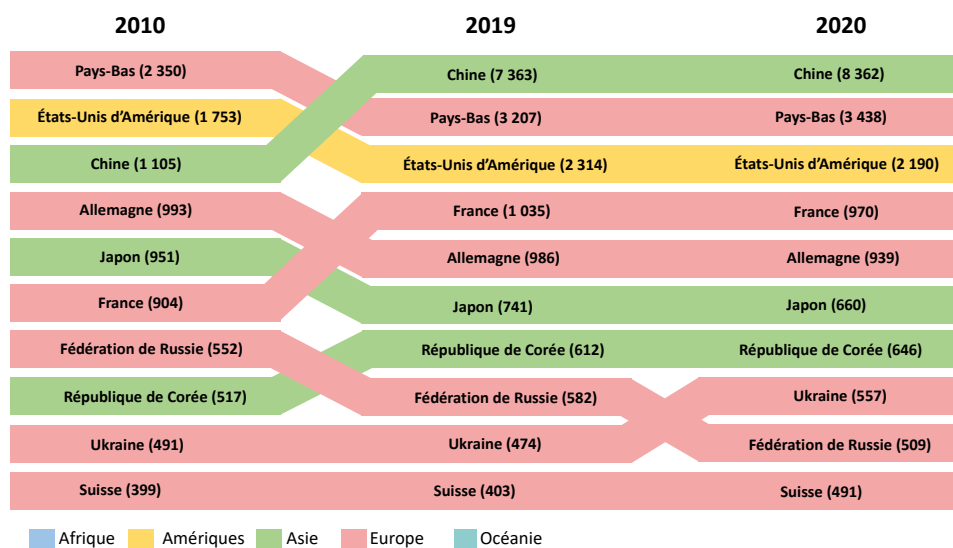 2010 2019 2020
Pays-Bas (2 350) Chine (7 363) Chine (8 362)
États-Unis d'Amérique (1 753) Pays-Bas (3 207) Pays-Bas (3 438)
Chine (1 105) États-Unis d'Amérique (2 314) États-Unis d'Amérique (2 190)
Allemagne (993) France (1 035) France (970)
Japon (951) Allemagne (986) Allemagne (939)
France (904) Japon (741) Japon (660)
Fédération de Russie (552) République de Corée (612) République de Corée (646)
République de Corée (517) Fédération de Russie (582) Ukraine (557)
Ukraine (491) Ukraine (474) Fédération de Russie (509)
Suisse (399) Suisse (403) Suisse (491)
Afrique Amériques Asie Europe Océanie